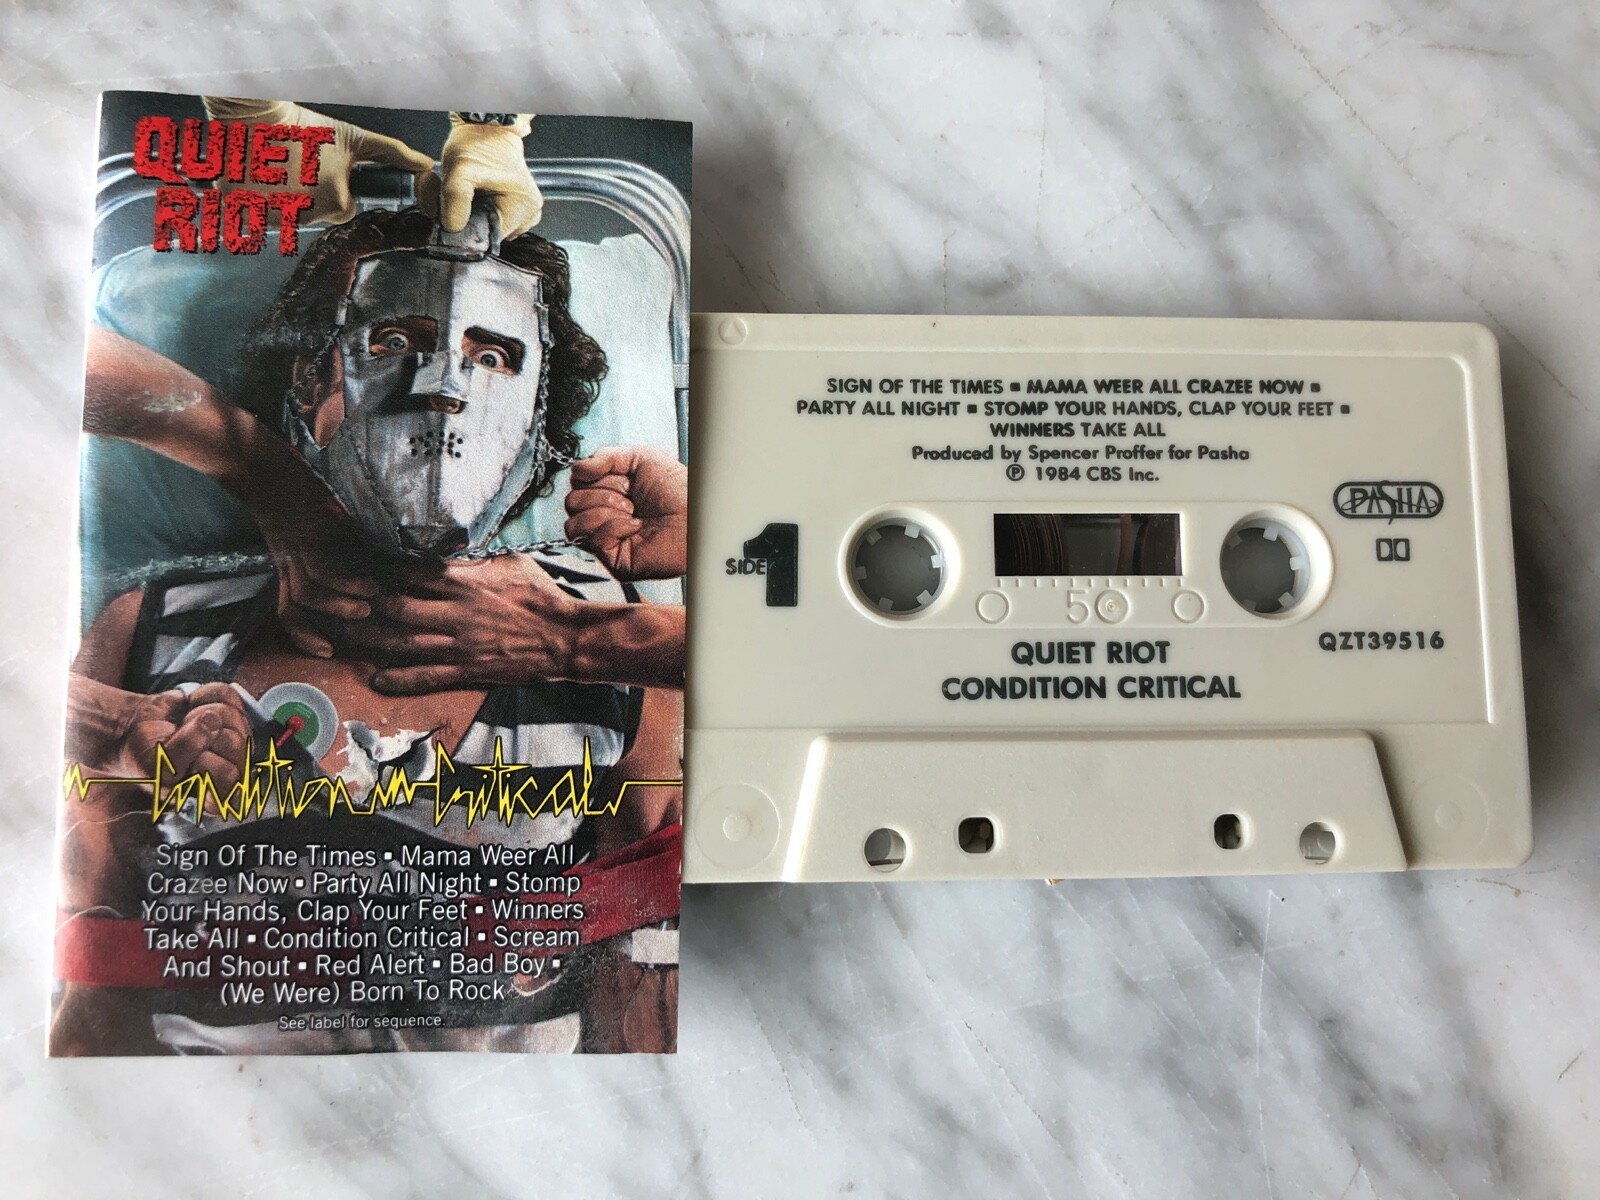 QUIET
RIOT
Condition Critical
Sign Of The Times ▪ Mama Weer All
Crazee Now ▪ Party All Night ▪ Stomp
Your Hands, Clap Your Feet ▪ Winners
Take All ▪ Condition Critical ▪ Scream
And Shout ▪ Red Alert ▪ Bad Boy ▪
(We Were) Born To Rock
See label for sequence.
SIGN OF THE TIMES ▪ MAMA WEER ALL CRAZEE NOW ▪
PARTY ALL NIGHT ▪ STOMP YOUR HANDS, CLAP YOUR FEET ▪
WINNERS TAKE ALL
Produced by Spencer Proffer for Pasha
℗ 1984 CBS Inc.
PASHA
SIDE 1
50
QZT39516
QUIET RIOT
CONDITION CRITICAL